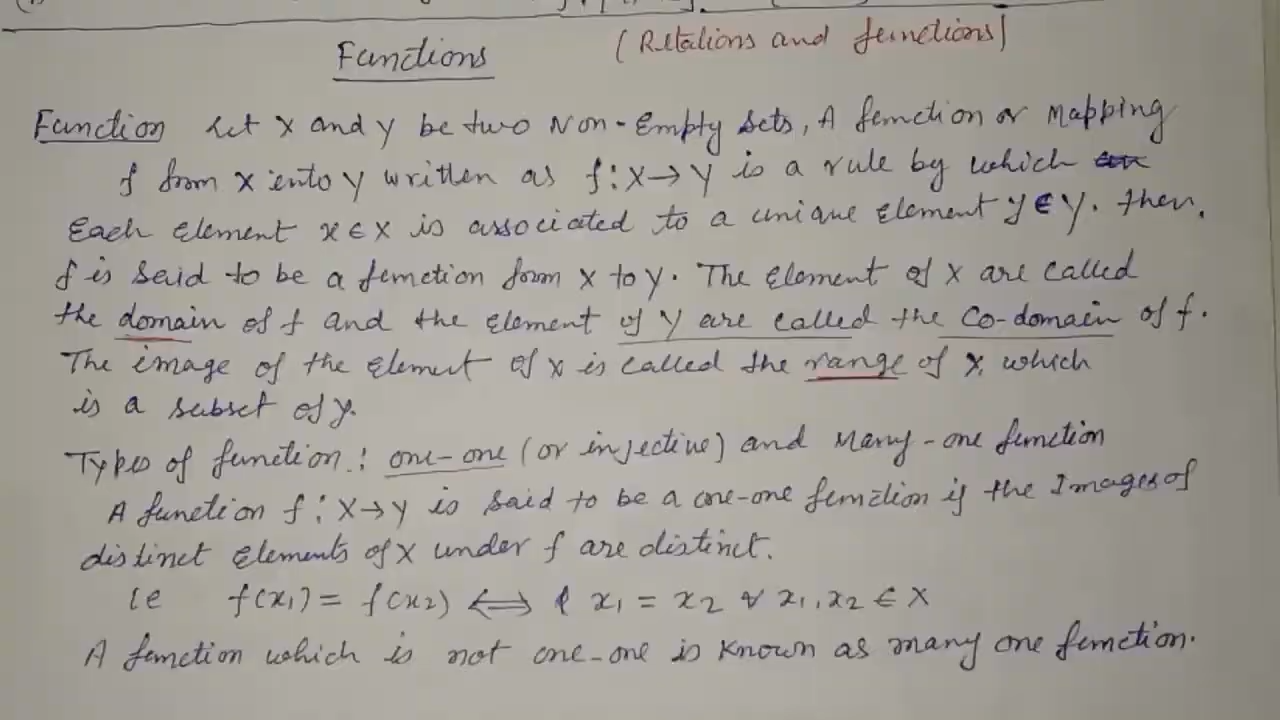 Functions
(Relations and functions)
Function Let X and Y be two Non-Empty Sets, A function or Mapping
f from X into Y written as f: X→Y is a rule by which
Each Element x∈X is associated to a unique Element y∈Y. then,
f is said to be a function form X to Y. The Element of X are called
the domain of f and the Element of Y are called the Co-domain of f.
The image of the Element of X is called the range of X, which
is a subset of Y.
Types of function: one-one (or injective) and Many-one function
A function f: X→Y is said to be a one-one function if the Images of
distinct Elements of X under f are distinct.
ie f(x₁) = f(x₂) ⟺ x₁ = x₂ ∀ x₁, x₂ ∈ X
A function which is not one-one is known as many one function.